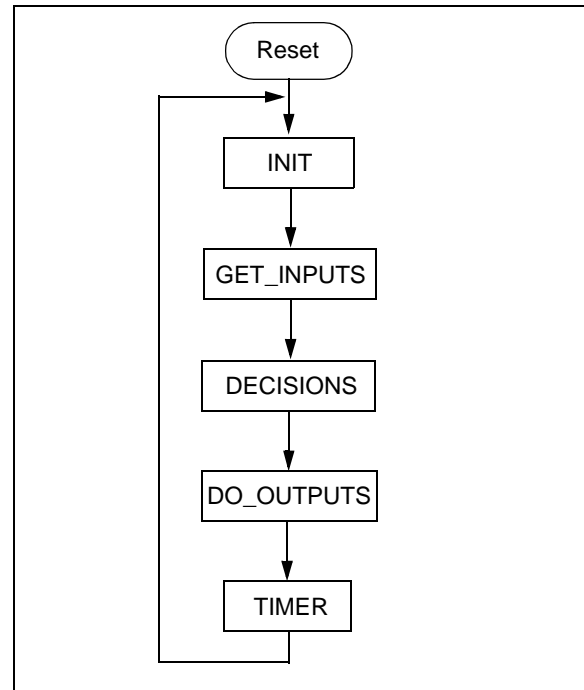 Reset
INIT
GET_INPUTS
DECISIONS
DO_OUTPUTS
TIMER